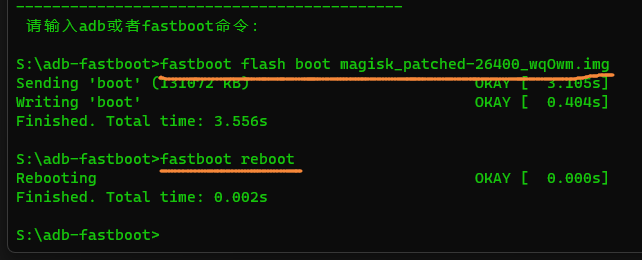 ------------------------------------------
请输入adb或者fastboot命令:
S:\adb-fastboot>fastboot flash boot magisk_patched-26400_wqOwm.img
Sending 'boot' (131072 KB) OKAY [ 3.105s]
Writing 'boot' OKAY [ 0.404s]
Finished. Total time: 3.556s
S:\adb-fastboot>fastboot reboot
Rebooting OKAY [ 0.000s]
Finished. Total time: 0.002s
S:\adb-fastboot>